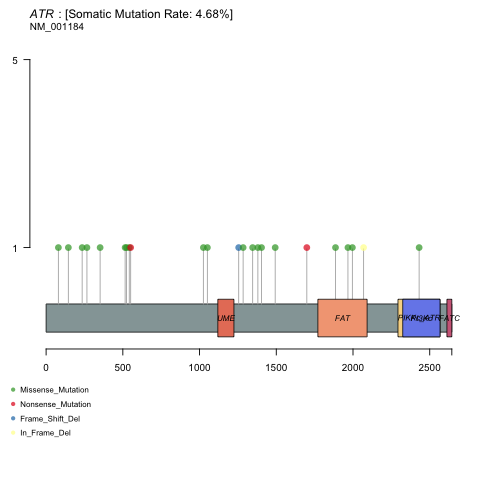 ATR : [Somatic Mutation Rate: 4.68%]
NM_001184
5
1
UME
FAT
FATC
0 500 1000 1500 2000 2500
Missense_Mutation
Nonsense_Mutation
Frame_Shift_Del
In_Frame_Del